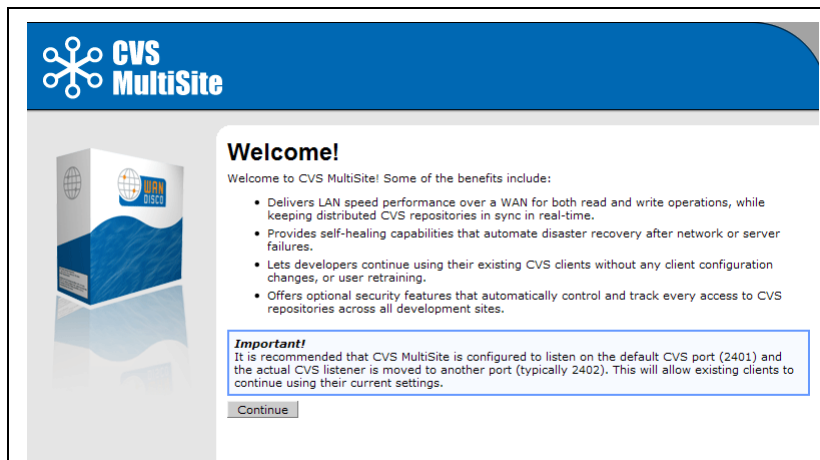 CVS
MultiSite
WAN
DISCO
Welcome!
Welcome to CVS MultiSite! Some of the benefits include:
• Delivers LAN speed performance over a WAN for both read and write operations, while
keeping distributed CVS repositories in sync in real-time.
• Provides self-healing capabilities that automate disaster recovery after network or server
failures.
• Lets developers continue using their existing CVS clients without any client configuration
changes, or user retraining.
• Offers optional security features that automatically control and track every access to CVS
repositories across all development sites.
Important!
It is recommended that CVS MultiSite is configured to listen on the default CVS port (2401) and
the actual CVS listener is moved to another port (typically 2402). This will allow existing clients to
continue using their current settings.
Continue